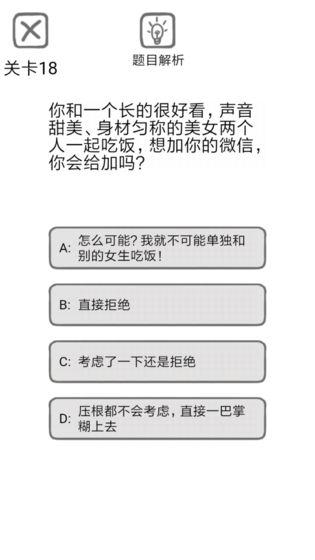 题目解析
关卡18
你和一个长的很好看，声音
甜美、身材匀称的美女两个
人一起吃饭，想加你的微信，
你会给加吗？
A: 怎么可能？我就不可能单独和
别的女生吃饭！
B: 直接拒绝
C: 考虑了一下还是拒绝
D: 压根都不会考虑，直接一巴掌
糊上去